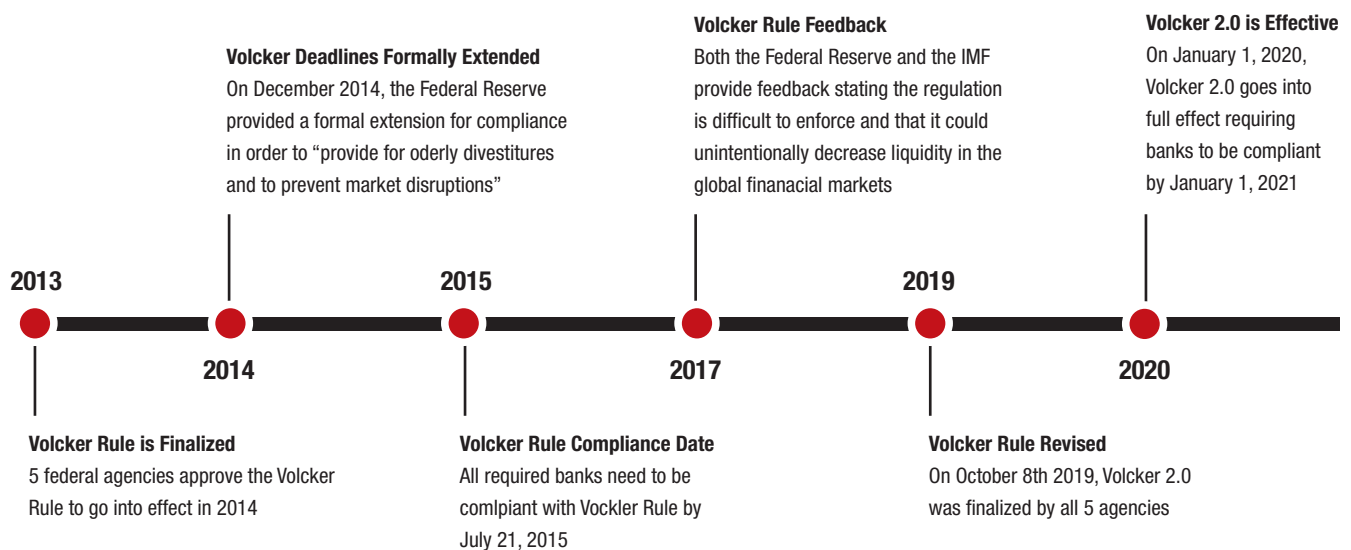 Volcker Deadlines Formally Extended
On December 2014, the Federal Reserve
provided a formal extension for compliance
in order to “provide for oderly divestitures
and to prevent market disruptions”
Volcker Rule Feedback
Both the Federal Reserve and the IMF
provide feedback stating the regulation
is difficult to enforce and that it could
unintentionally decrease liquidity in the
global finanacial markets
Volcker 2.0 is Effective
On January 1, 2020,
Volcker 2.0 goes into
full effect requiring
banks to be compliant
by January 1, 2021
2013
2015
2019
2014
2017
2020
Volcker Rule is Finalized
5 federal agencies approve the Volcker
Rule to go into effect in 2014
Volcker Rule Compliance Date
All required banks need to be
complpiant with Vockler Rule by
July 21, 2015
Volcker Rule Revised
On October 8th 2019, Volcker 2.0
was finalized by all 5 agencies